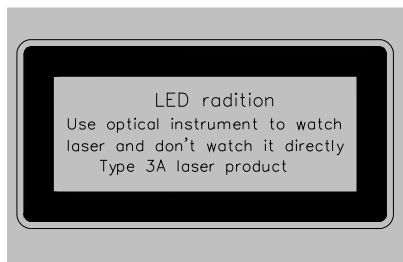 LED radition
Use optical instrument to watch
laser and don't watch it directly
Type 3A laser product